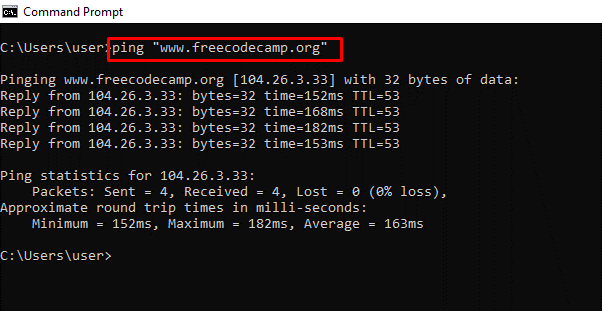 Command Prompt
C:\Users\user>ping "www.freecodecamp.org"
Pinging www.freecodecamp.org [104.26.3.33] with 32 bytes of data:
Reply from 104.26.3.33: bytes=32 time=152ms TTL=53
Reply from 104.26.3.33: bytes=32 time=168ms TTL=53
Reply from 104.26.3.33: bytes=32 time=182ms TTL=53
Reply from 104.26.3.33: bytes=32 time=153ms TTL=53
Ping statistics for 104.26.3.33:
Packets: Sent = 4, Received = 4, Lost = 0 (0% loss),
Approximate round trip times in milli-seconds:
Minimum = 152ms, Maximum = 182ms, Average = 163ms
C:\Users\user>